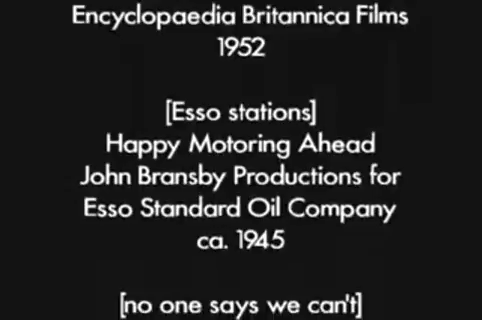 Encyclopaedia Britannica Films
1952
[Esso stations]
Happy Motoring Ahead
John Bransby Productions for
Esso Standard Oil Company
ca. 1945
[no one says we can't]